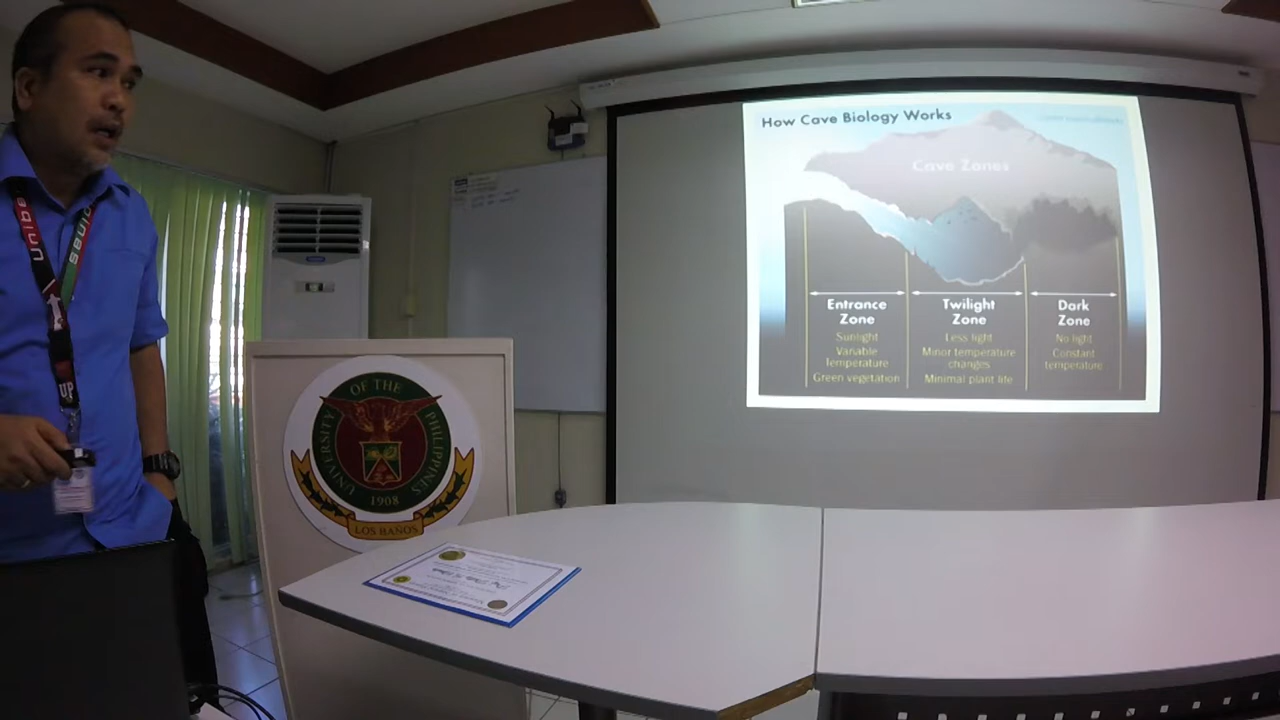 How Cave Biology Works
Cave Zones
Entrance
Zone
Sunlight
Variable
Temperature
Green vegetation
Twilight
Zone
Less light
Minor temperature
changes
Minimal plant life
Dark
Zone
No light
Constant
temperature
UNIVERSITY OF THE PHILIPPINES
1908
LOS BAÑOS
UP